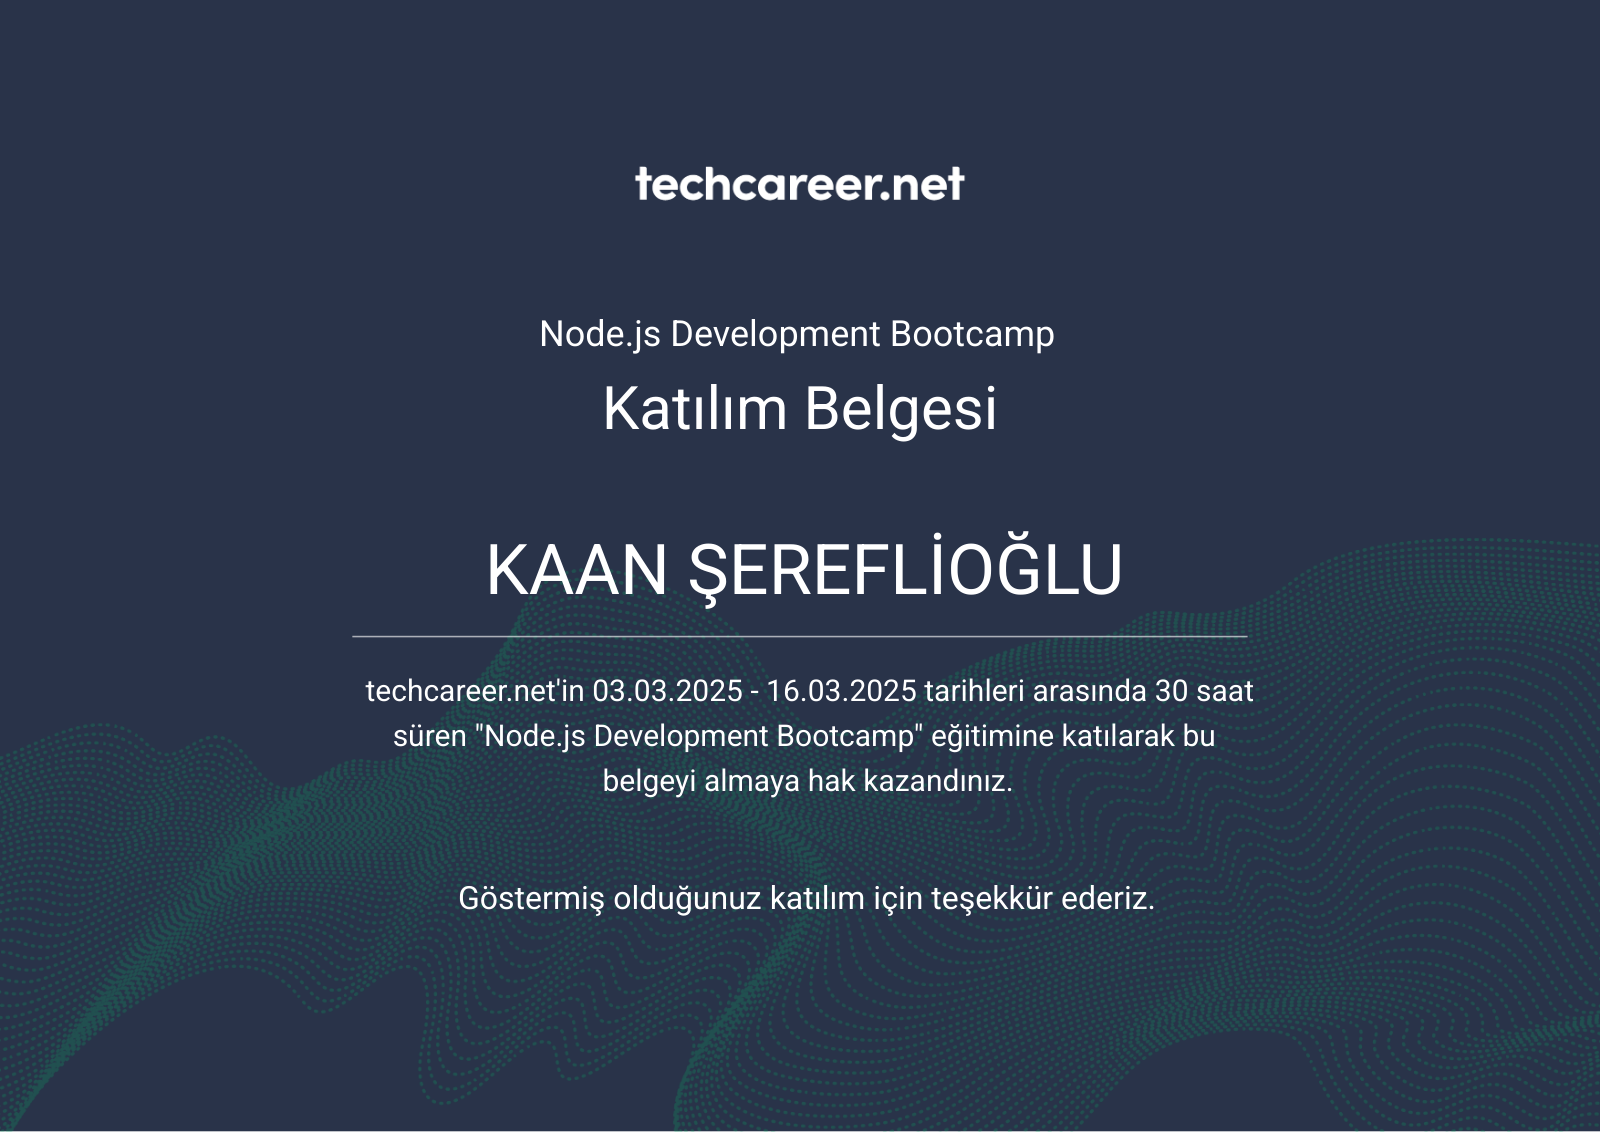 techcareer.net
Node.js Development Bootcamp
Katılım Belgesi
KAAN ŞEREFLİOĞLU
techcareer.net'in 03.03.2025 - 16.03.2025 tarihleri arasında 30 saat
süren "Node.js Development Bootcamp" eğitimine katılarak bu
belgeyi almaya hak kazandınız.
Göstermiş olduğunuz katılım için teşekkür ederiz.